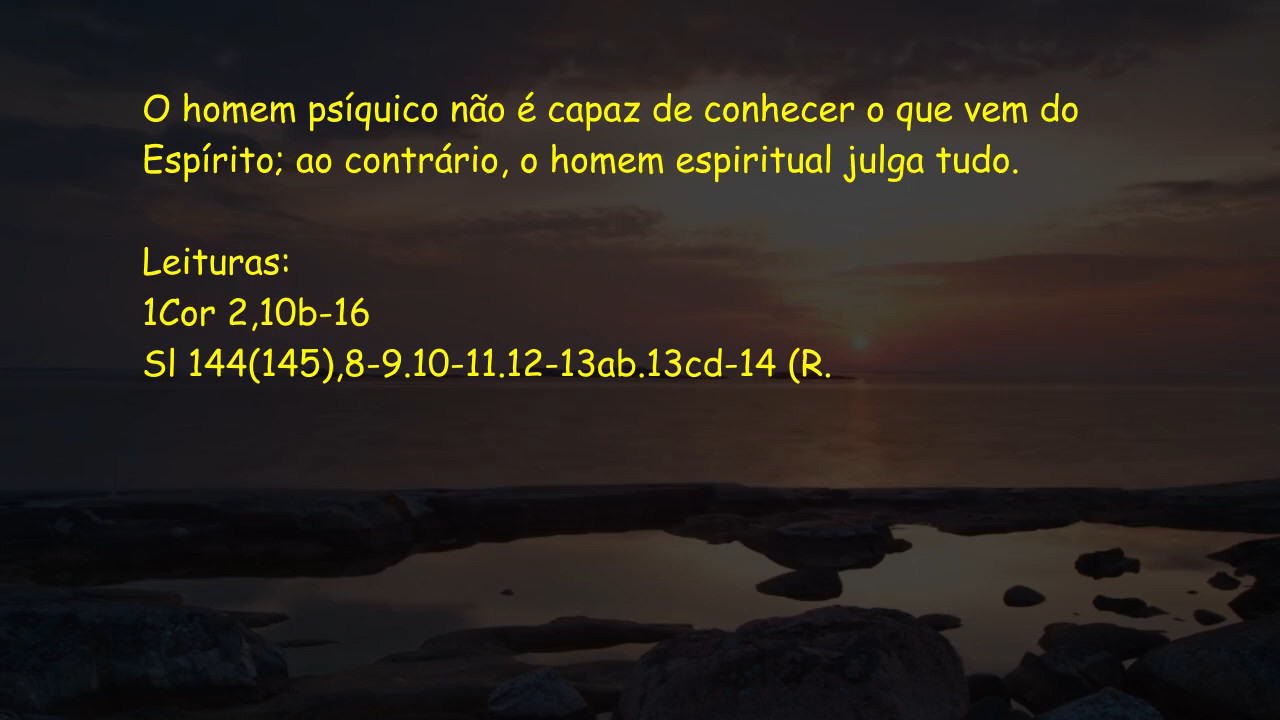 O homem psíquico não é capaz de conhecer o que vem do
Espírito; ao contrário, o homem espiritual julga tudo.
Leituras:
1Cor 2,10b-16
Sl 144(145),8-9.10-11.12-13ab.13cd-14 (R.